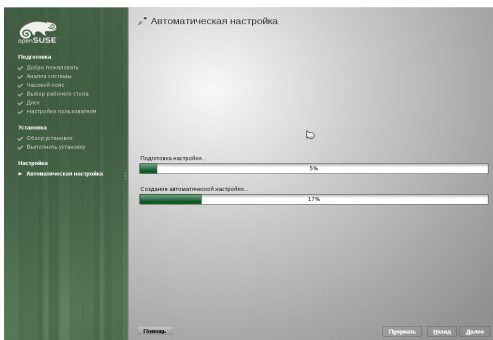 openSUSE
Подготовка
Добро пожаловать
Анализ системы
Часовой пояс
Выбор рабочего стола
Диск
Настройки пользователя
Установка
Обзор установки
Выполнить установку
Настройка
Автоматическая настройка
Автоматическая настройка
Подготовка настройки...
5%
Создание автоматической настройки...
17%
Помощь
Прервать
Назад
Далее